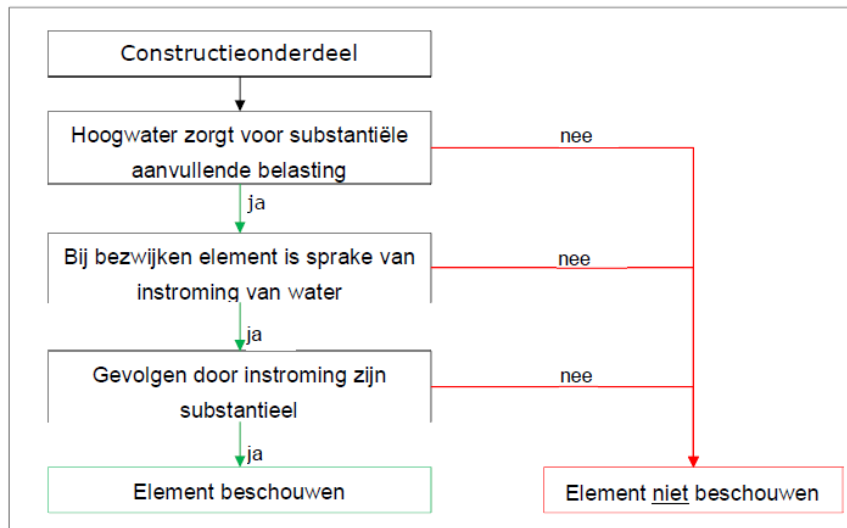 Constructieonderdeel
Hoogwater zorgt voor substantiële
aanvullende belasting
nee
ja
Bij bezwijken element is sprake van
instroming van water
nee
ja
Gevolgen door instroming zijn
substantieel
nee
ja
Element beschouwen
Element niet beschouwen